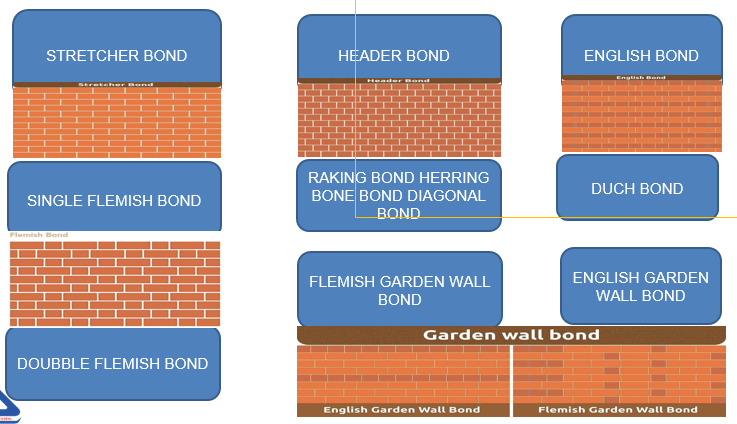 STRETCHER BOND
Stretcher Bond
HEADER BOND
Header Bond
ENGLISH BOND
English Bond
SINGLE FLEMISH BOND
RAKING BOND HERRING
BONE BOND DIAGONAL
BOND
DUCH BOND
Flemish Bond
DOUBBLE FLEMISH BOND
FLEMISH GARDEN WALL
BOND
ENGLISH GARDEN
WALL BOND
Garden wall bond
English Garden Wall Bond
Flemish Garden Wall Bond